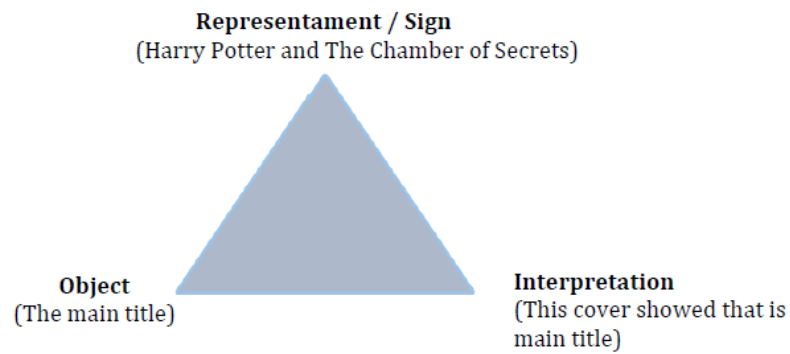 Representament / Sign
(Harry Potter and The Chamber of Secrets)
Object
(The main title)
Interpretation
(This cover showed that is
main title)